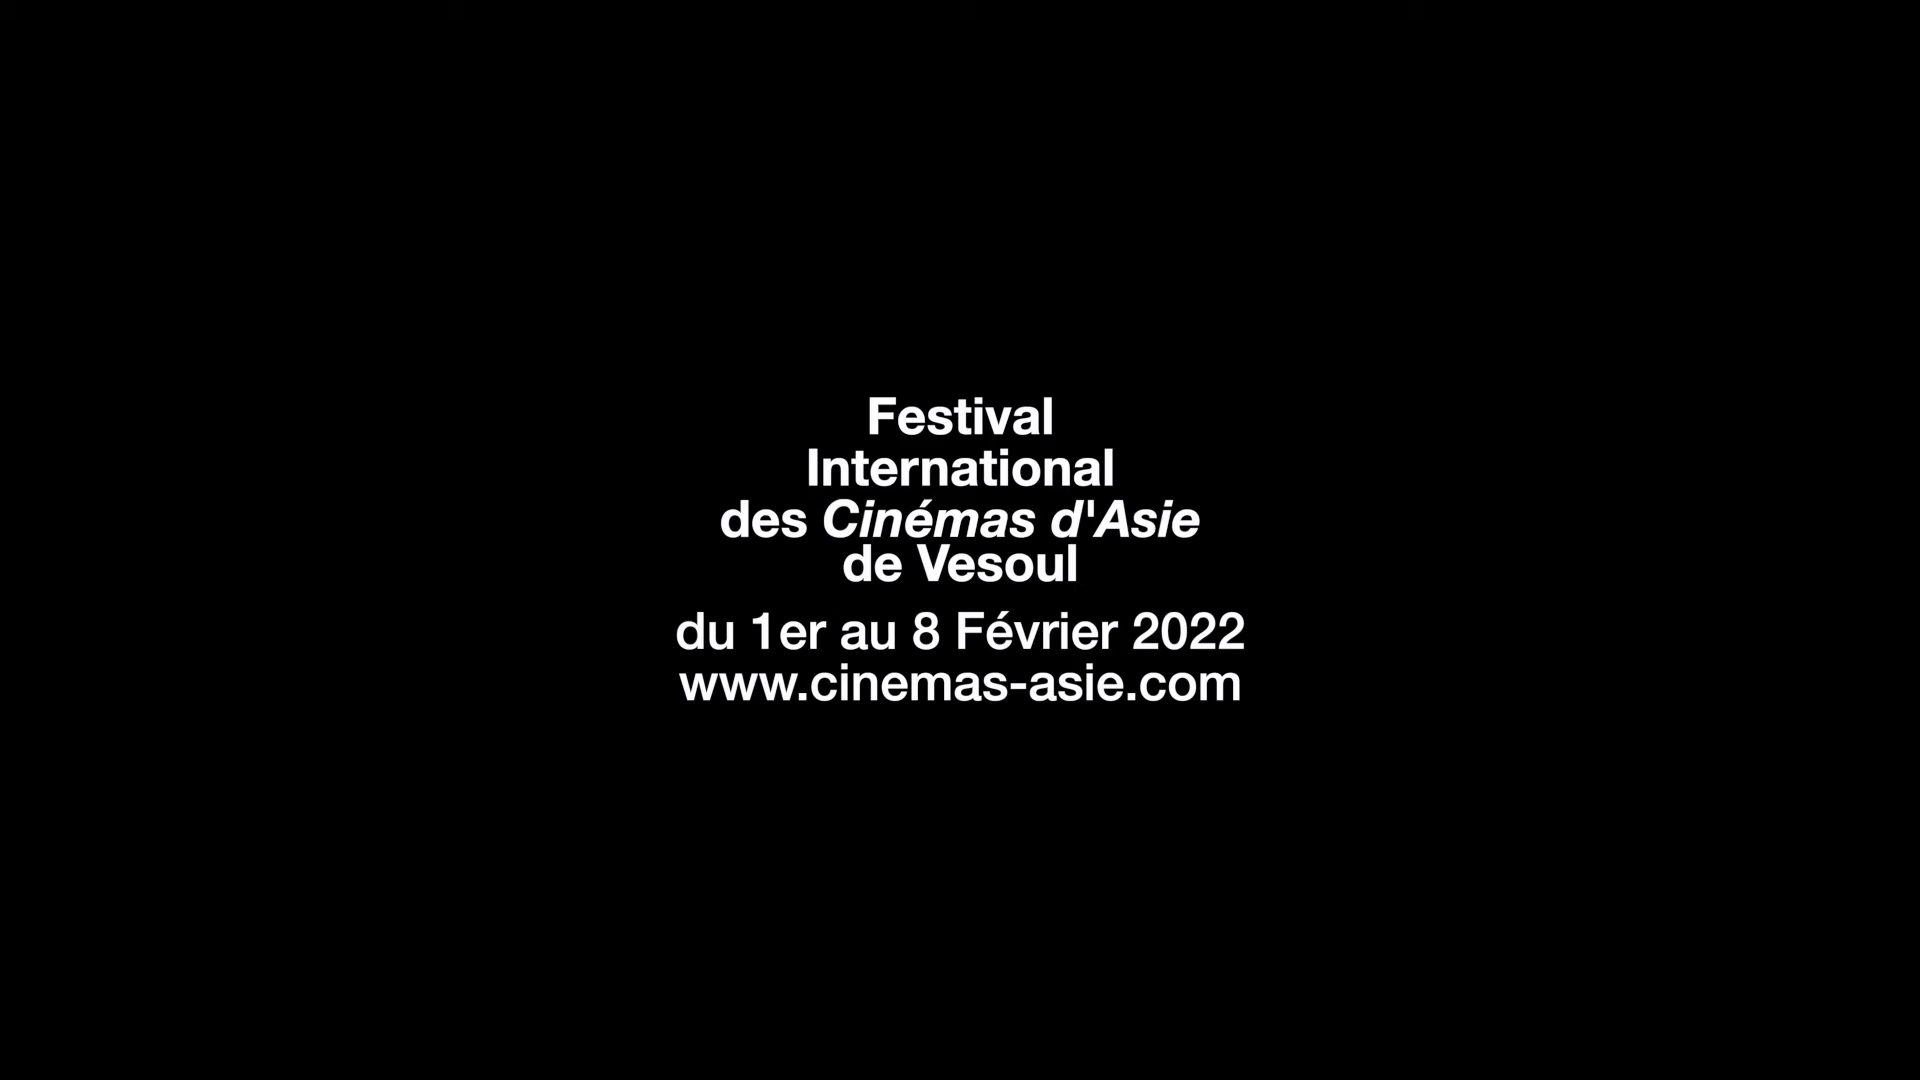 Festival
International
des Cinémas d'Asie
de Vesoul
du 1er au 8 Février 2022
www.cinemas-asie.com